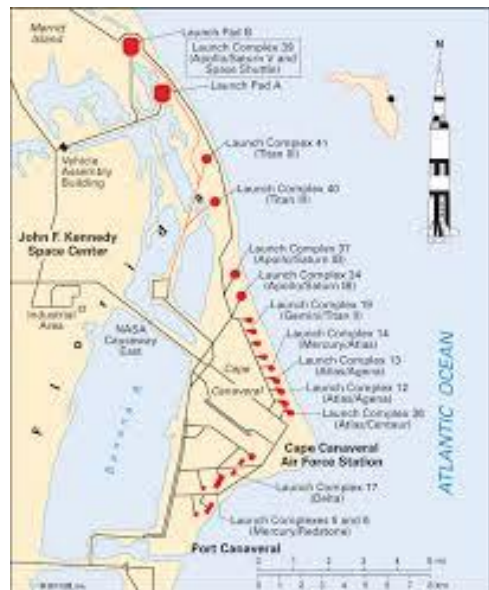 Merritt
Island
Launch Pad B
Launch Complex 39
(Apollo/Saturn V and
Space Shuttle)
Launch Pad A
N
Launch Complex 41
(Titan III)
Vehicle
Assembly
Building
Launch Complex 40
(Titan III)
John F. Kennedy
Space Center
Launch Complex 37
(Apollo/Saturn IB)
Launch Complex 34
(Apollo/Saturn IB)
Launch Complex 19
(Gemini/Titan II)
Industrial
Area
NASA
Causeway
East
Launch Complex 14
(Mercury/Atlas)
Launch Complex 13
(Atlas/Agena)
Cape
Canaveral
Launch Complex 12
(Atlas/Agena)
Launch Complex 36
(Atlas/Centaur)
Banana R
ATLANTIC OCEAN
Cape Canaveral
Air Force Station
Launch Complex 17
(Delta)
Launch Complexes 5 and 6
(Mercury/Redstone)
Port Canaveral